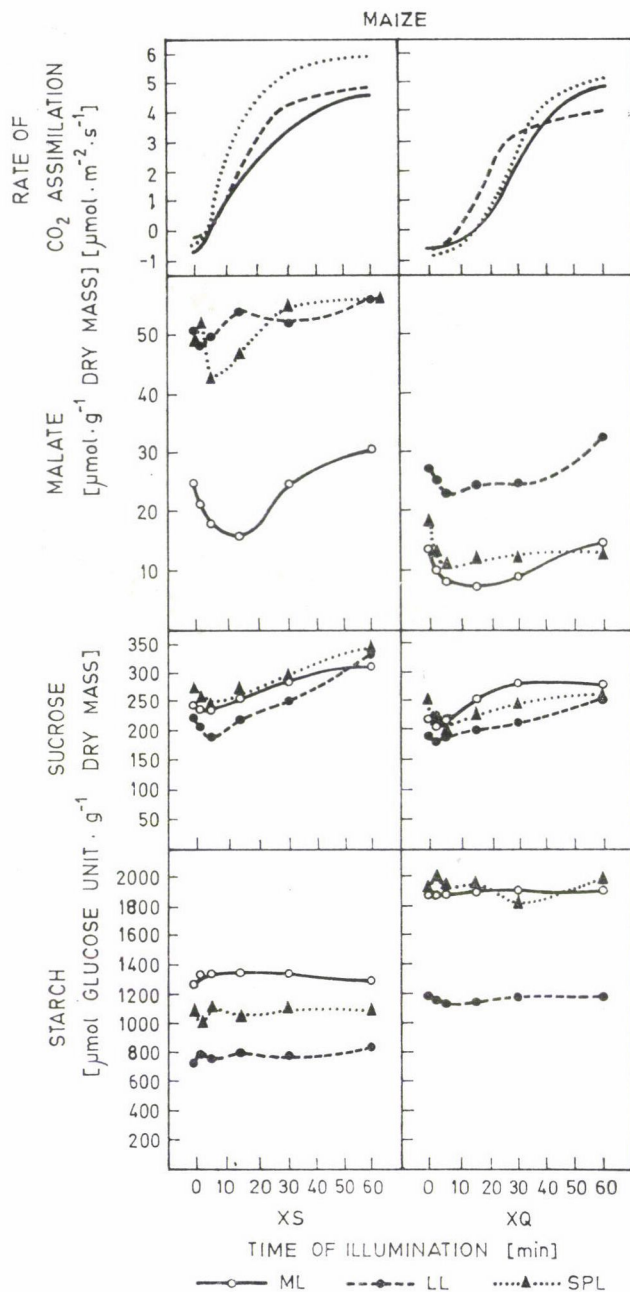 MAIZE
RATE OF
CO₂ ASSIMILATION
[μmol·m⁻²·s⁻¹]
6
5
4
3
2
1
0
-1
MALATE
[μmol·g⁻¹ DRY MASS]
50
40
30
20
10
SUCROSE
350
300
250
200
150
100
50
STARCH
[μmol GLUCOSE UNIT · g⁻¹ DRY MASS]
2000
1800
1600
1400
1200
1000
800
600
400
200
0 10 20 30 40 50 60
0 10 20 30 40 50 60
XS XQ
TIME OF ILLUMINATION [min]
ML LL SPL